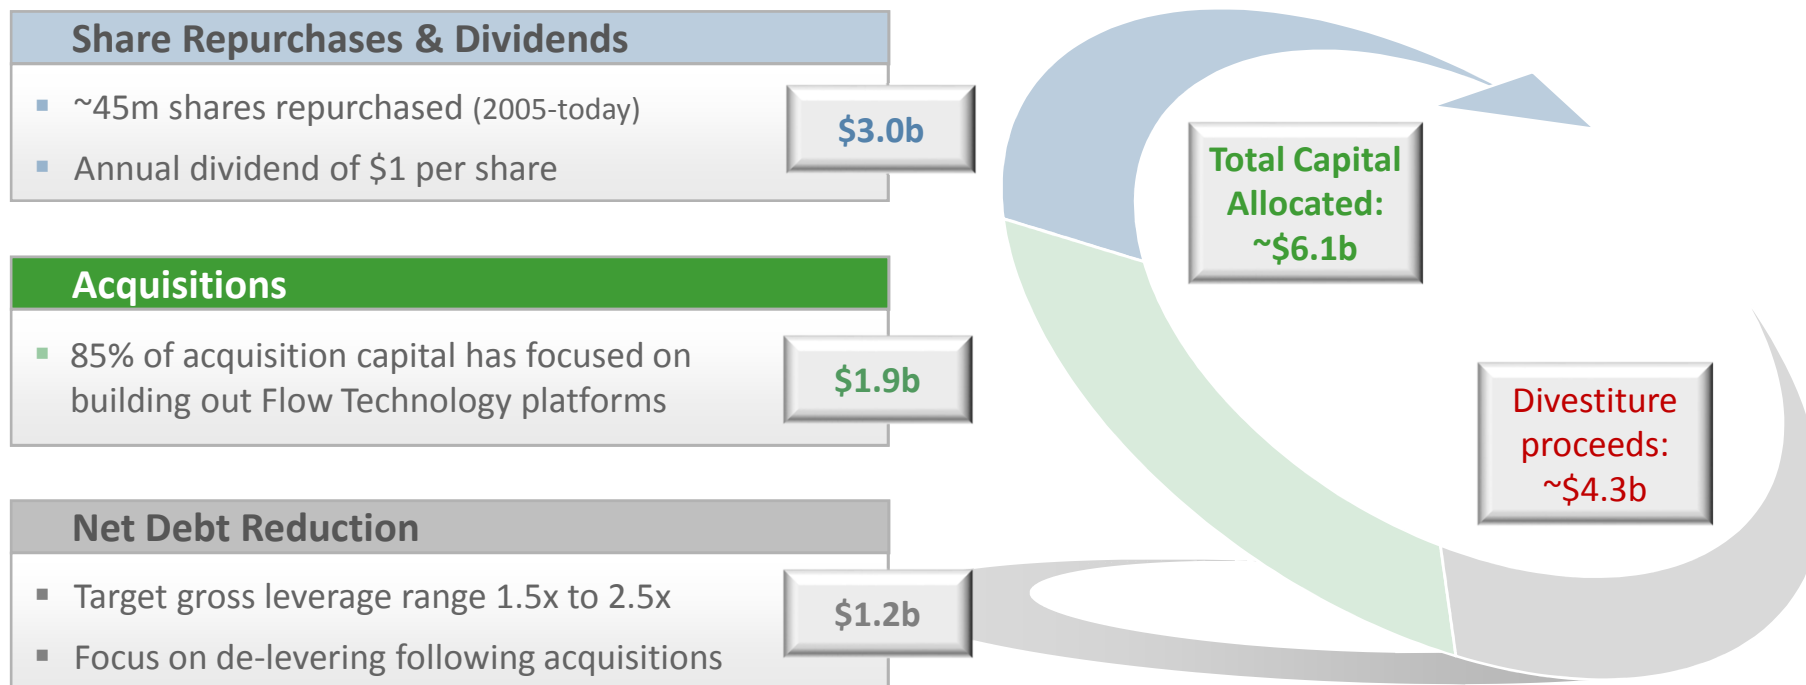 Share Repurchases & Dividends
~45m shares repurchased (2005-today)
Annual dividend of $1 per share
$3.0b
Acquisitions
85% of acquisition capital has focused on
building out Flow Technology platforms
$1.9b
Net Debt Reduction
Target gross leverage range 1.5x to 2.5x
Focus on de-levering following acquisitions
$1.2b
Total Capital
Allocated:
~$6.1b
Divestiture
proceeds:
~$4.3b